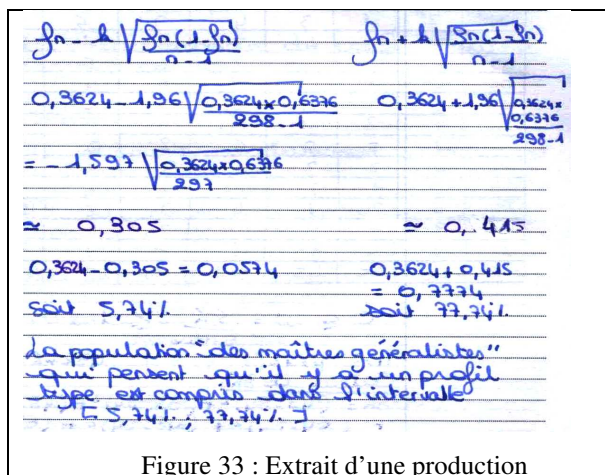 fn - k √(fn(1-fn)/n-1)    fn + k √(fn(1-fn)/n-1)
0,3624 - 1,96 √(0,3624 x 0,6376/298-1)    0,3624 + 1,96 √(0,3624 x 0,6376/298-1)
= - 1,597 √(0,3624 x 0,6376/297)
≈ 0,305    ≈ 0,415
0,3624 - 0,305 = 0,0574    0,3624 + 0,415
= 0,7774
soit 5,74%    soit 77,74%
La population "des maîtres généralistes"
qui pensent qu'il y a un profil
type est compris dans l'intervalle
[5,74% ; 77,74%]
Figure 33 : Extrait d'une production